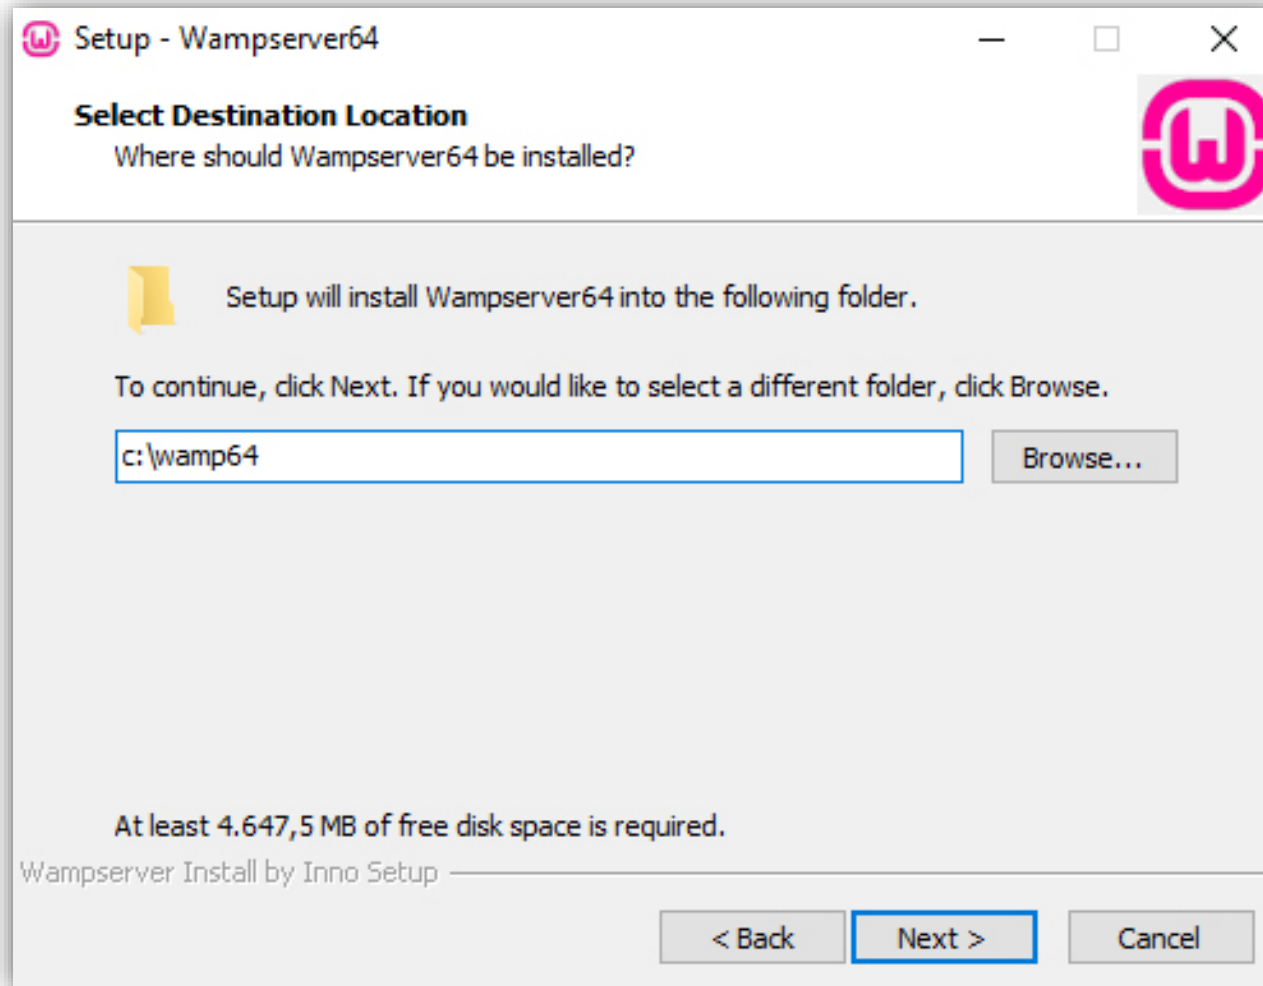 Setup - Wampserver64
Select Destination Location
Where should Wampserver64 be installed?
Setup will install Wampserver64 into the following folder.
To continue, click Next. If you would like to select a different folder, click Browse.
c:\wamp64
Browse...
At least 4.647,5 MB of free disk space is required.
Wampserver Install by Inno Setup
< Back
Next >
Cancel